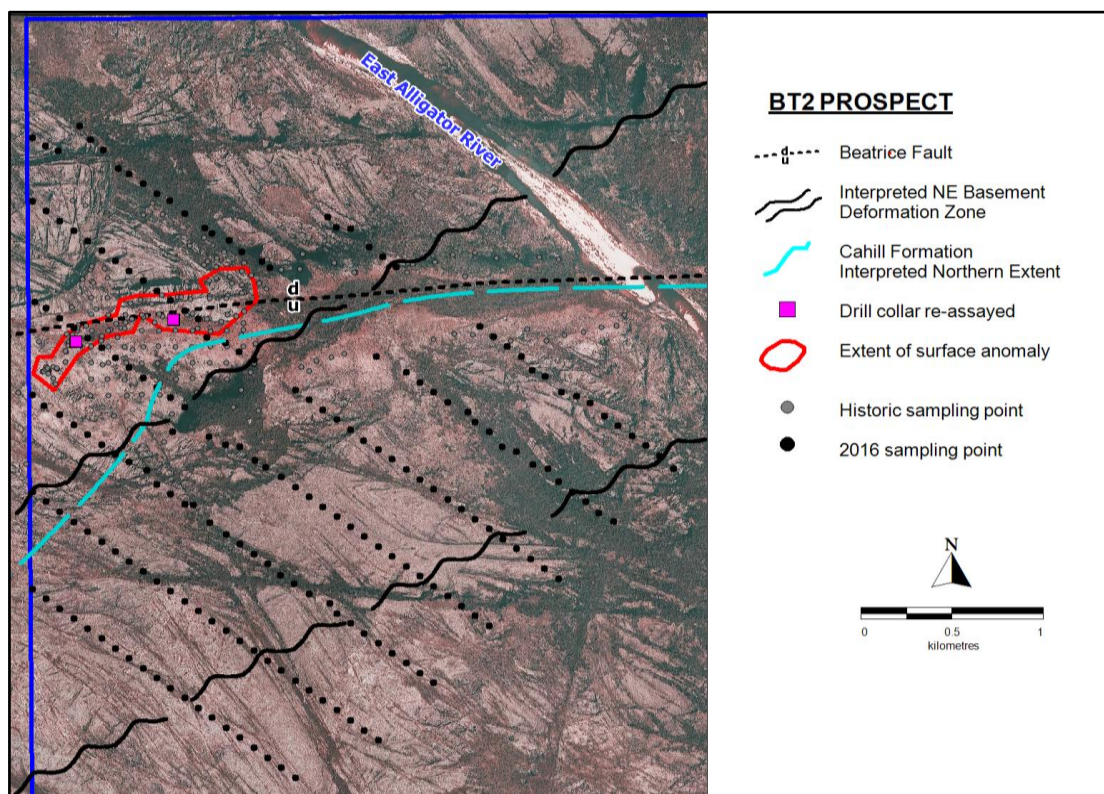 East Alligator River
d
u
BT2 PROSPECT
d
u
Beatrice Fault
Interpreted NE Basement
Deformation Zone
Cahill Formation
Interpreted Northern Extent
Drill collar re-assayed
Extent of surface anomaly
Historic sampling point
2016 sampling point
N
0 0.5 1
kilometres